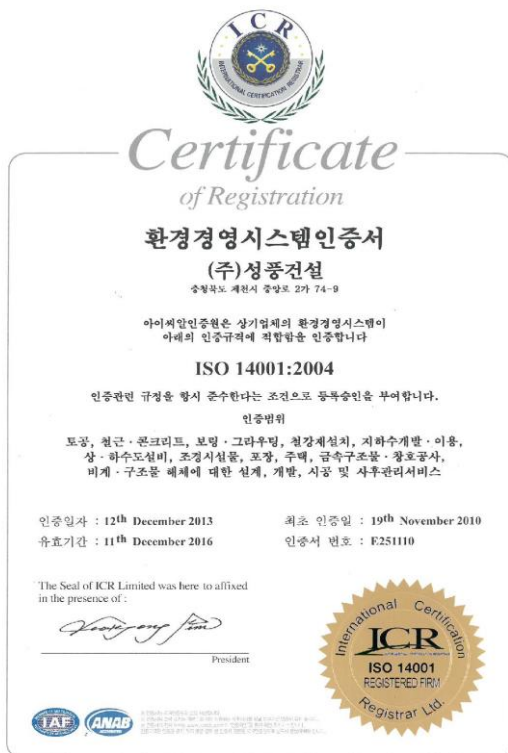 ICR
INTERNATIONAL CERTIFICATION REGISTRAR
Certificate
of Registration
환경경영시스템인증서
(주)성풍건설
충청북도 제천시 중앙로 2가 74-9
아이씨알인증원은 상기업체의 환경경영시스템이
아래의 인증규격에 적합함을 인증합니다
ISO 14001:2004
인증관련 규정을 항시 준수한다는 조건으로 등록승인을 부여합니다.
인증범위
토공, 철근·콘크리트, 보링·그라우팅, 철강재설치, 지하수개발·이용,
상·하수도설비, 조경시설물, 포장, 주택, 금속구조물·창호공사,
비계·구조물 해체에 대한 설계, 개발, 시공 및 사후관리서비스
인증일자 : 12th December 2013
최초 인증일 : 19th November 2010
유효기간 : 11th December 2016
인증서 번호 : E251110
The Seal of ICR Limited was here to affixed
in the presence of :
President
International Certification
ICR
ISO 14001
REGISTERED FIRM
Registrar Ltd.
IAF
ANAB